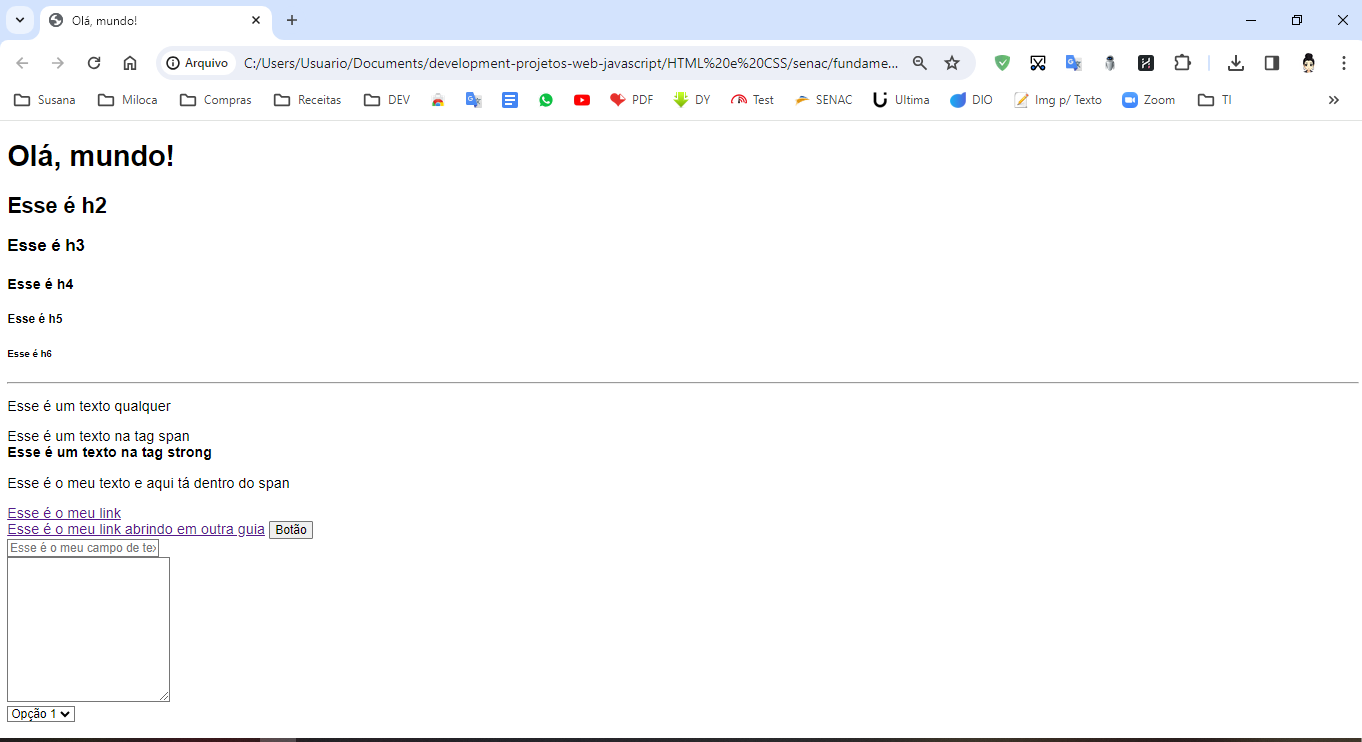 Olá, mundo!
Arquivo C:/Users/Usuario/Documents/development-projetos-web-javascript/HTML%20e%20CSS/senac/fundame...
Susana Miloca Compras Receitas DEV PDF DY Test SENAC Ultima DIO Img p/ Texto Zoom TI
Olá, mundo!
Esse é h2
Esse é h3
Esse é h4
Esse é h5
Esse é h6
Esse é um texto qualquer
Esse é um texto na tag span
Esse é um texto na tag strong
Esse é o meu texto e aqui tá dentro do span
Esse é o meu link
Esse é o meu link abrindo em outra guia Botão
Esse é o meu campo de tex
Opção 1